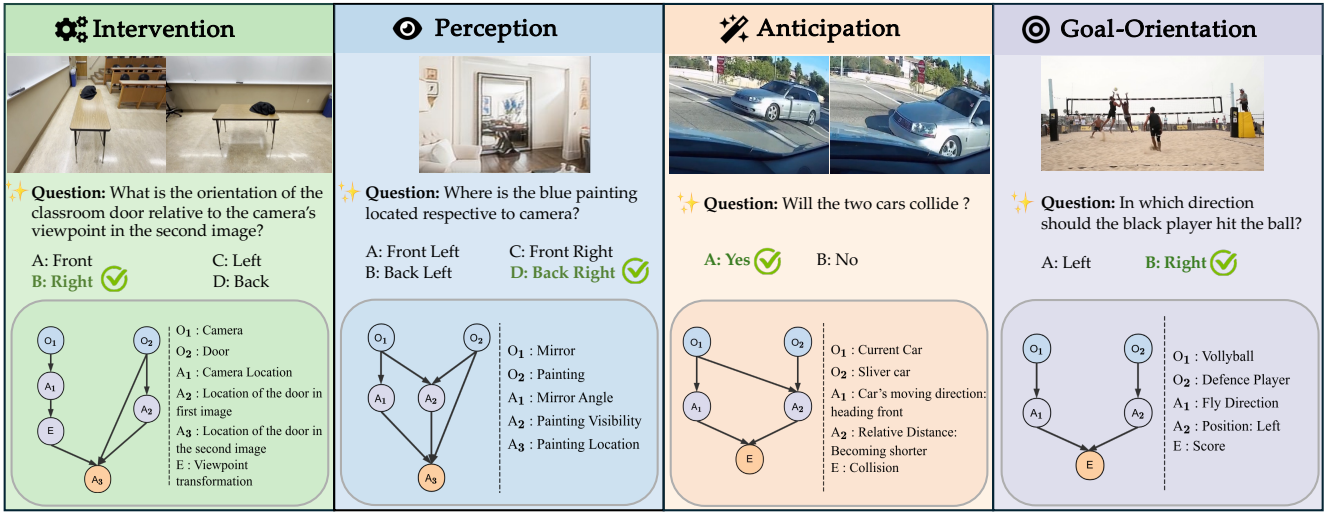 Intervention
Question: What is the orientation of the
classroom door relative to the camera's
viewpoint in the second image?
A: Front
C: Left
B: Right
D: Back
O1
O2
A1
A2
E
A3
O1 : Camera
O2 : Door
A1 : Camera Location
A2 : Location of the door in
first image
A3 : Location of the door in
the second image
E : Viewpoint
transformation
Perception
Question: Where is the blue painting
located respective to camera?
A: Front Left
C: Front Right
B: Back Left
D: Back Right
O1
O2
A1
A2
A3
O1 : Mirror
O2 : Painting
A1 : Mirror Angle
A2 : Painting Visibility
A3 : Painting Location
Anticipation
Question: Will the two cars collide ?
A: Yes
B: No
O1
O2
A1
A2
E
O1 : Current Car
O2 : Sliver car
A1 : Car's moving direction:
heading front
A2 : Relative Distance:
Becoming shorter
E : Collision
Goal-Orientation
Question: In which direction
should the black player hit the ball?
A: Left
B: Right
O1
O2
A1
A2
E
O1 : Vollyball
O2 : Defence Player
A1 : Fly Direction
A2 : Position: Left
E : Score